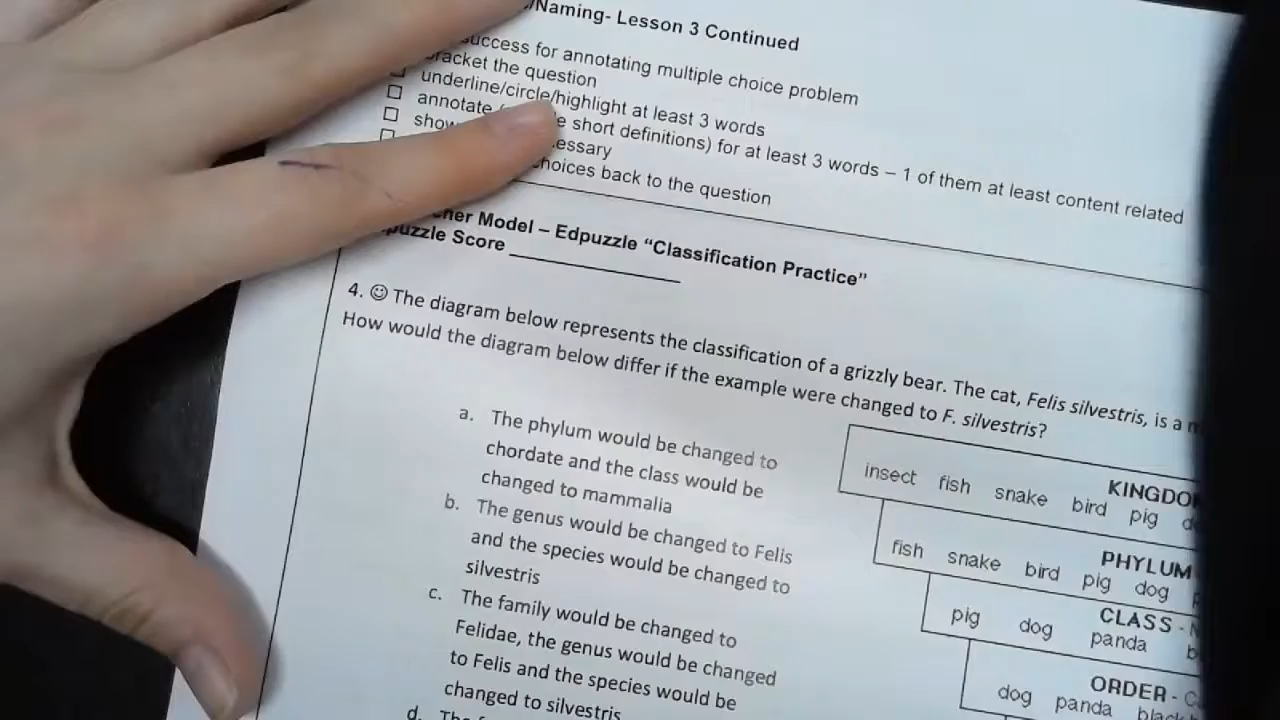 Naming- Lesson 3 Continued
success for annotating multiple choice problem
bracket the question
underline/circle/highlight at least 3 words
annotate short definitions) for at least 3 words – 1 of them at least content related
show
choices back to the question
Model – Edpuzzle “Classification Practice”
Score ______________
4. ☺ The diagram below represents the classification of a grizzly bear. The cat, Felis silvestris, is a
How would the diagram below differ if the example were changed to F. silvestris?
a. The phylum would be changed to
chordate and the class would be
changed to mammalia
b. The genus would be changed to Felis
and the species would be changed to
silvestris
c. The family would be changed to
Felidae, the genus would be changed
to Felis and the species would be
changed to silvestris
d. The
KINGDO
insect fish snake bird pig
PHYLUM
fish snake bird pig dog
CLASS -
pig dog panda
ORDER -
dog panda